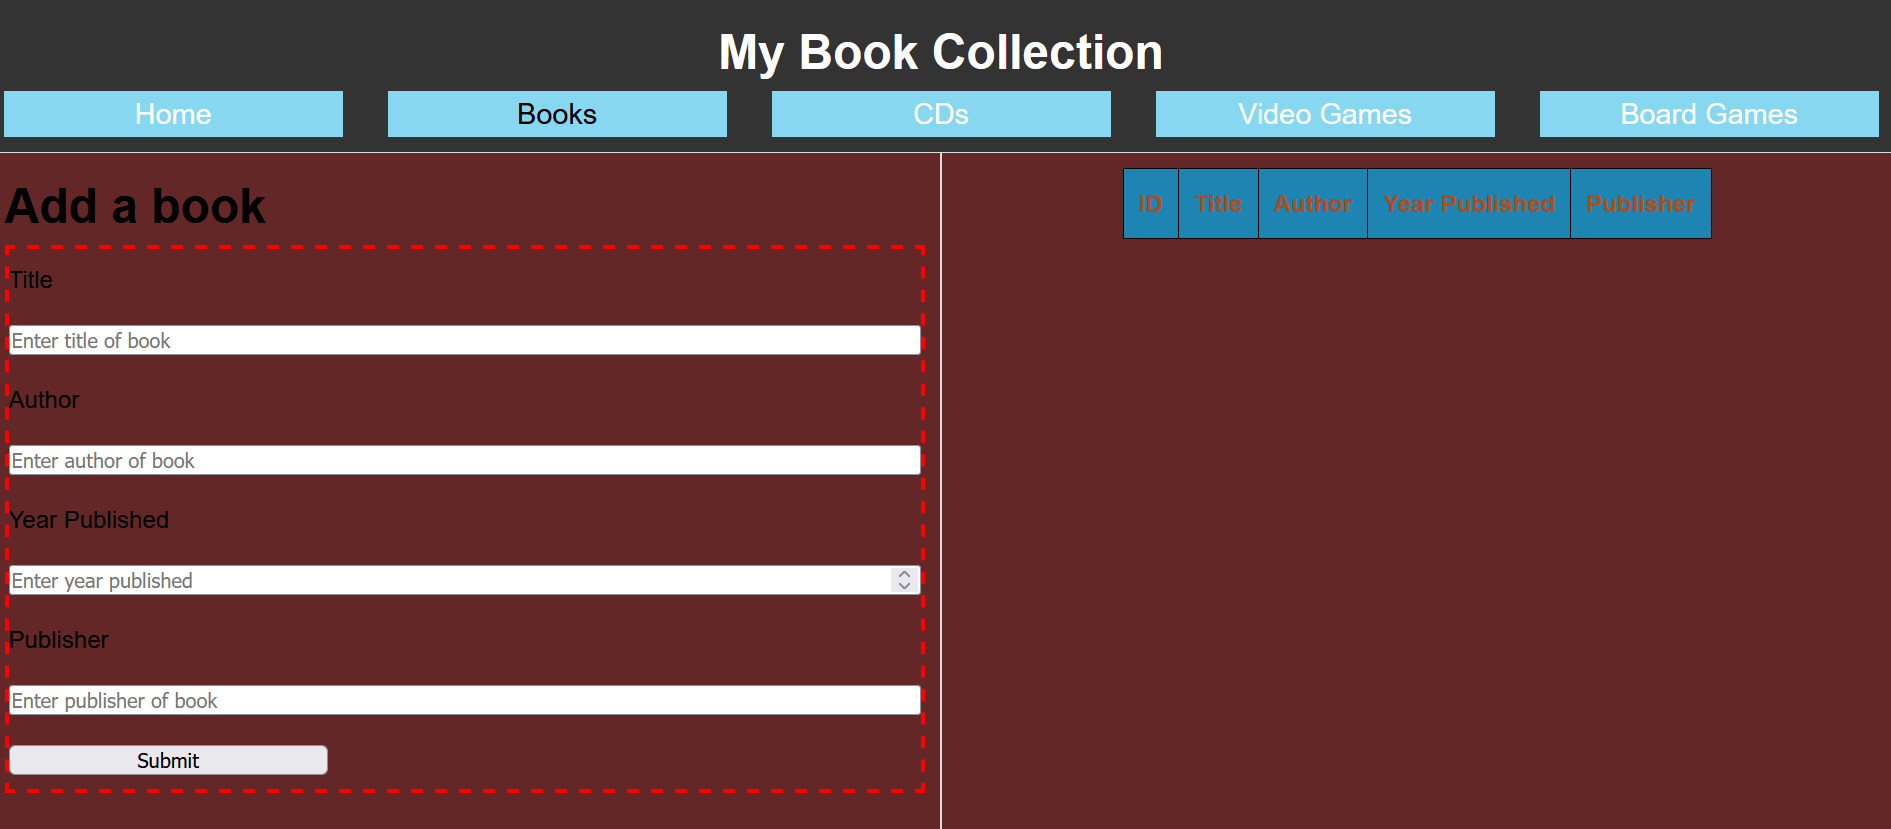 My Book Collection
Home Books CDs Video Games Board Games
Add a book
Title
Enter title of book
Author
Enter author of book
Year Published
Enter year published
Publisher
Enter publisher of book
Submit
ID Title Author Year Published Publisher